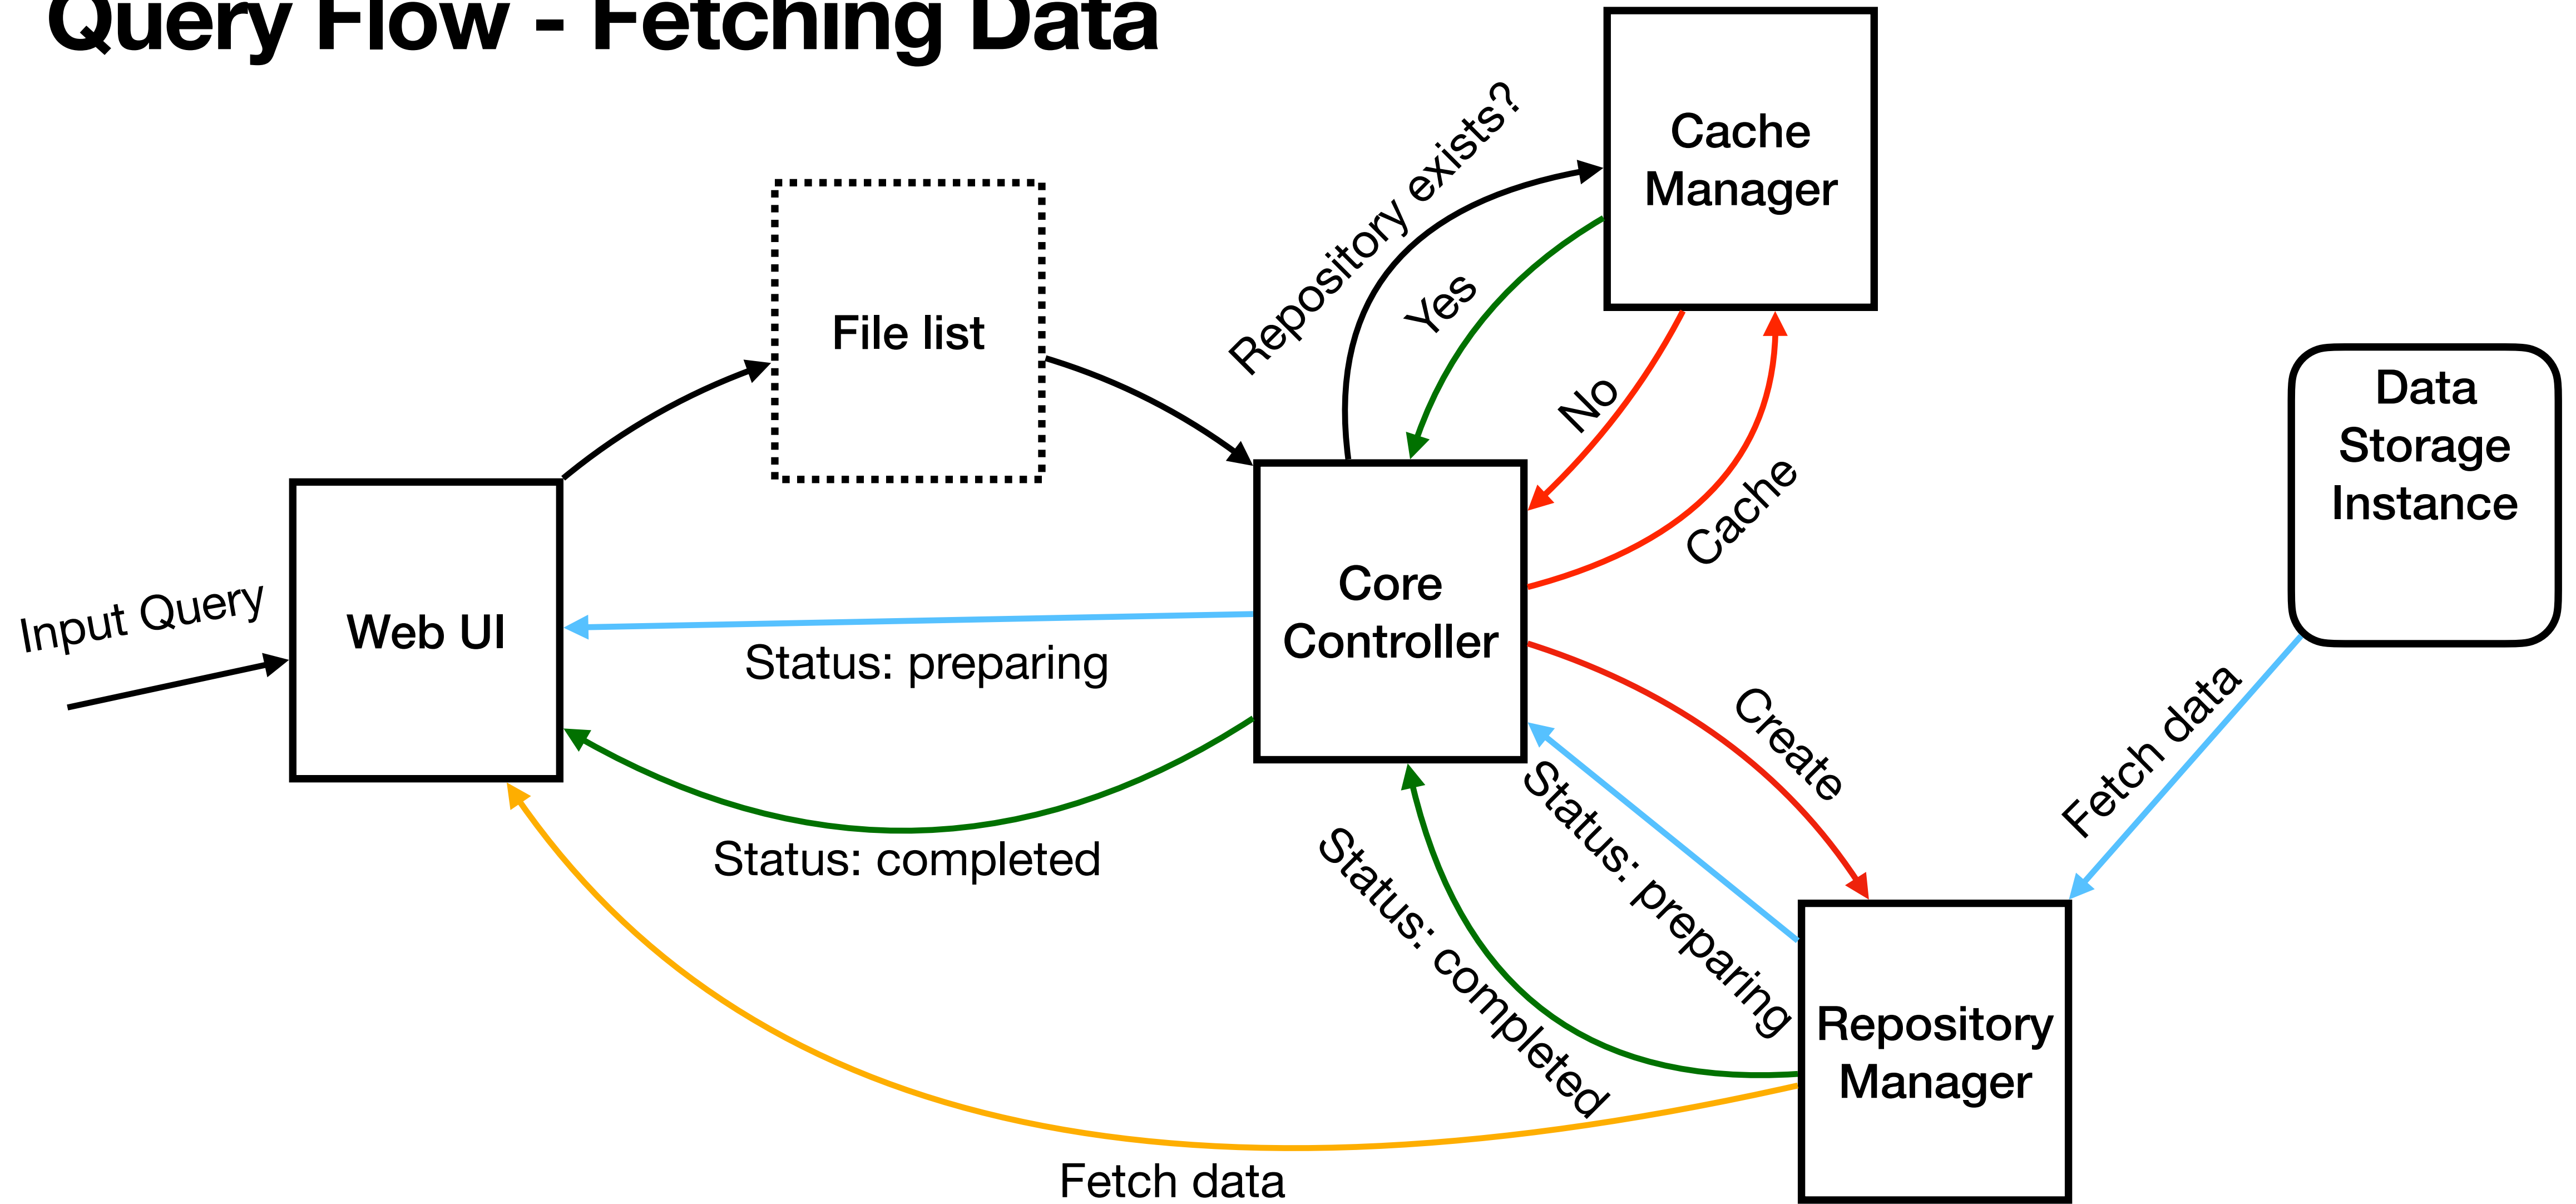 Query Flow - Fetching Data
Cache
Manager
Repository exists?
Yes
File list
No
Cache
Data
Storage
Instance
Input Query
Web UI
Core
Controller
Status: preparing
Create
Fetch data
Status: completed
Status: preparing
Status: completed
Repository
Manager
Fetch data